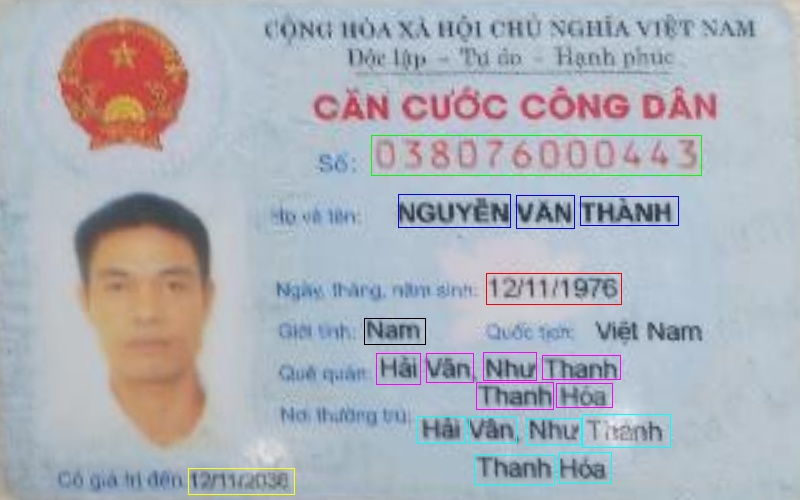 CỘNG HÒA XÃ HỘI CHỦ NGHĨA VIỆT NAM
Độc lập - Tự do - Hạnh phúc
CĂN CƯỚC CÔNG DÂN
Số: 038076000443
Họ và tên: NGUYỄN VĂN THÀNH
Ngày, tháng, năm sinh: 12/11/1976
Giới tính: Nam Quốc tịch: Việt Nam
Quê quán: Hải Vân, Như Thanh
Thanh Hóa
Nơi thường trú: Hải Vân, Như Thanh
Thanh Hóa
Có giá trị đến 12/11/2036